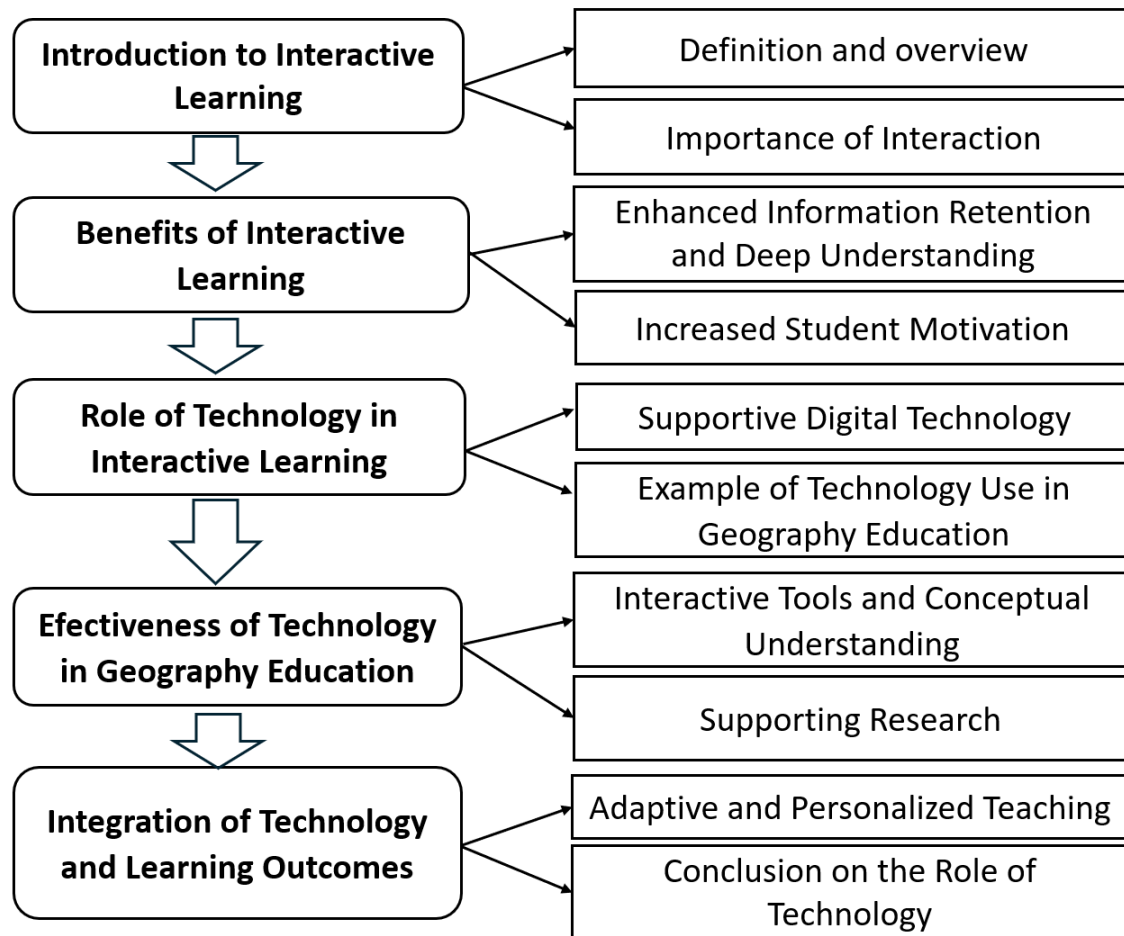 Introduction to Interactive
Learning
Definition and overview
Importance of Interaction
Benefits of Interactive
Learning
Enhanced Information Retention
and Deep Understanding
Increased Student Motivation
Role of Technology in
Interactive Learning
Supportive Digital Technology
Example of Technology Use in
Geography Education
Efectiveness of Technology
in Geography Education
Interactive Tools and Conceptual
Understanding
Supporting Research
Integration of Technology
and Learning Outcomes
Adaptive and Personalized Teaching
Conclusion on the Role of
Technology